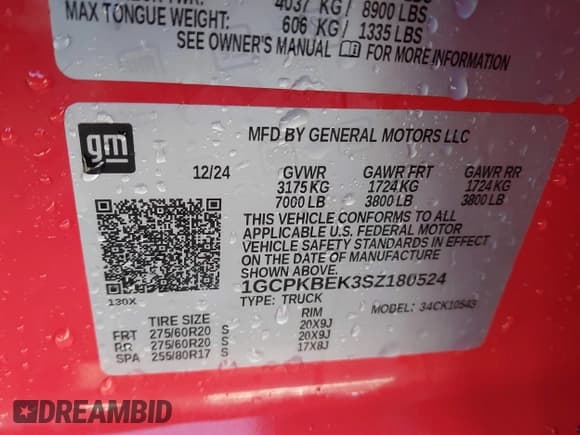 4037 KG/ 8900 LBS
MAX TONGUE WEIGHT: 606 KG/ 1335 LBS
SEE OWNER'S MANUAL FOR MORE INFORMATION
gm
MFD BY GENERAL MOTORS LLC
12/24 GVWR GAWR FRT GAWR RR
3175 KG 1724 KG 1724 KG
7000 LB 3800 LB 3800 LB
THIS VEHICLE CONFORMS TO ALL
APPLICABLE U.S. FEDERAL MOTOR
VEHICLE SAFETY STANDARDS IN EFFECT
ON THE DATE OF MANUFACTURE
SHOWN ABOVE.
1GCPKBEK3SZ180524
130X TYPE: TRUCK MODEL: 34CK10543
TIRE SIZE RIM
FRT 275/60R20 S 20X9J
RR 275/60R20 S 20X9J
SPA 255/80R17 S 17X8J
DREAMBID